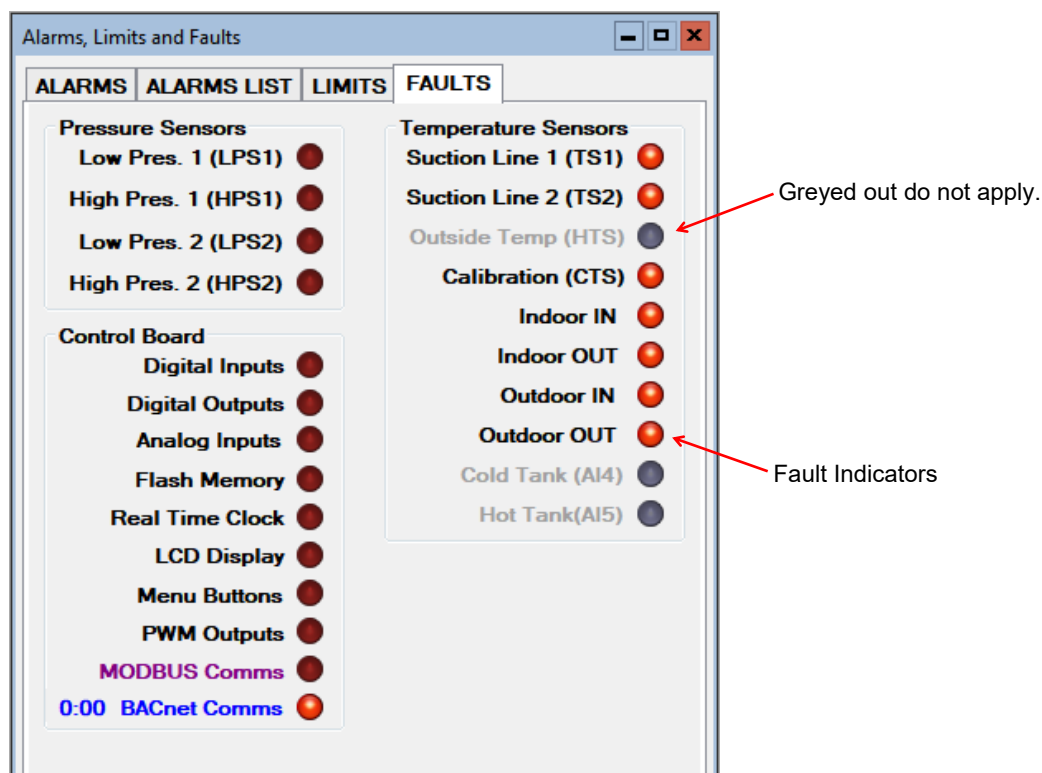 Alarms, Limits and Faults
ALARMS ALARMS LIST LIMITS FAULTS
Pressure Sensors
Low Pres. 1 (LPS1)
High Pres. 1 (HPS1)
Low Pres. 2 (LPS2)
High Pres. 2 (HPS2)
Control Board
Digital Inputs
Digital Outputs
Analog Inputs
Flash Memory
Real Time Clock
LCD Display
Menu Buttons
PWM Outputs
MODBUS Comms
0:00 BACnet Comms
Temperature Sensors
Suction Line 1 (TS1)
Suction Line 2 (TS2)
Outside Temp (HTS)
Calibration (CTS)
Indoor IN
Indoor OUT
Outdoor IN
Outdoor OUT
Cold Tank (AI4)
Hot Tank(AI5)
Greyed out do not apply.
Fault Indicators